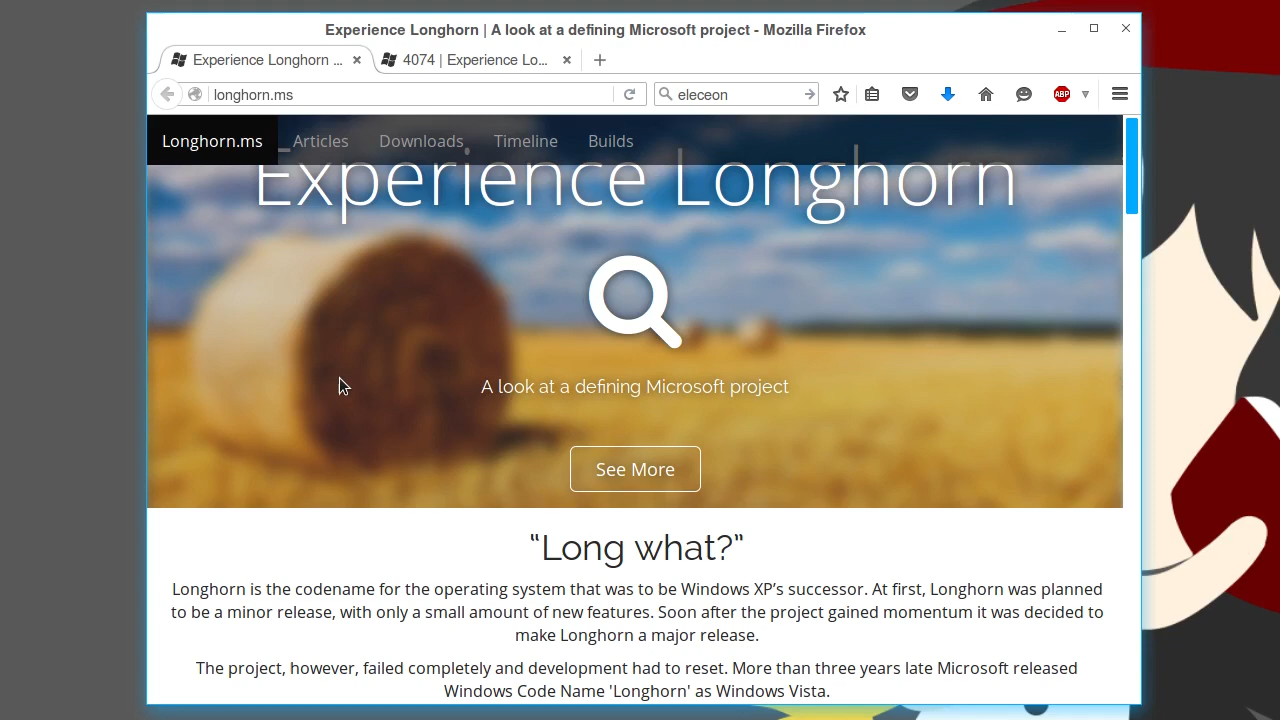 Experience Longhorn | A look at a defining Microsoft project - Mozilla Firefox
Experience Longhorn ...
4074 | Experience Lo...
longhorn.ms
eleceon
ABP
Longhorn.ms
Articles
Downloads
Timeline
Builds
Experience Longhorn
A look at a defining Microsoft project
See More
“Long what?”
Longhorn is the codename for the operating system that was to be Windows XP’s successor. At first, Longhorn was planned
to be a minor release, with only a small amount of new features. Soon after the project gained momentum it was decided to
make Longhorn a major release.
The project, however, failed completely and development had to reset. More than three years late Microsoft released
Windows Code Name 'Longhorn' as Windows Vista.